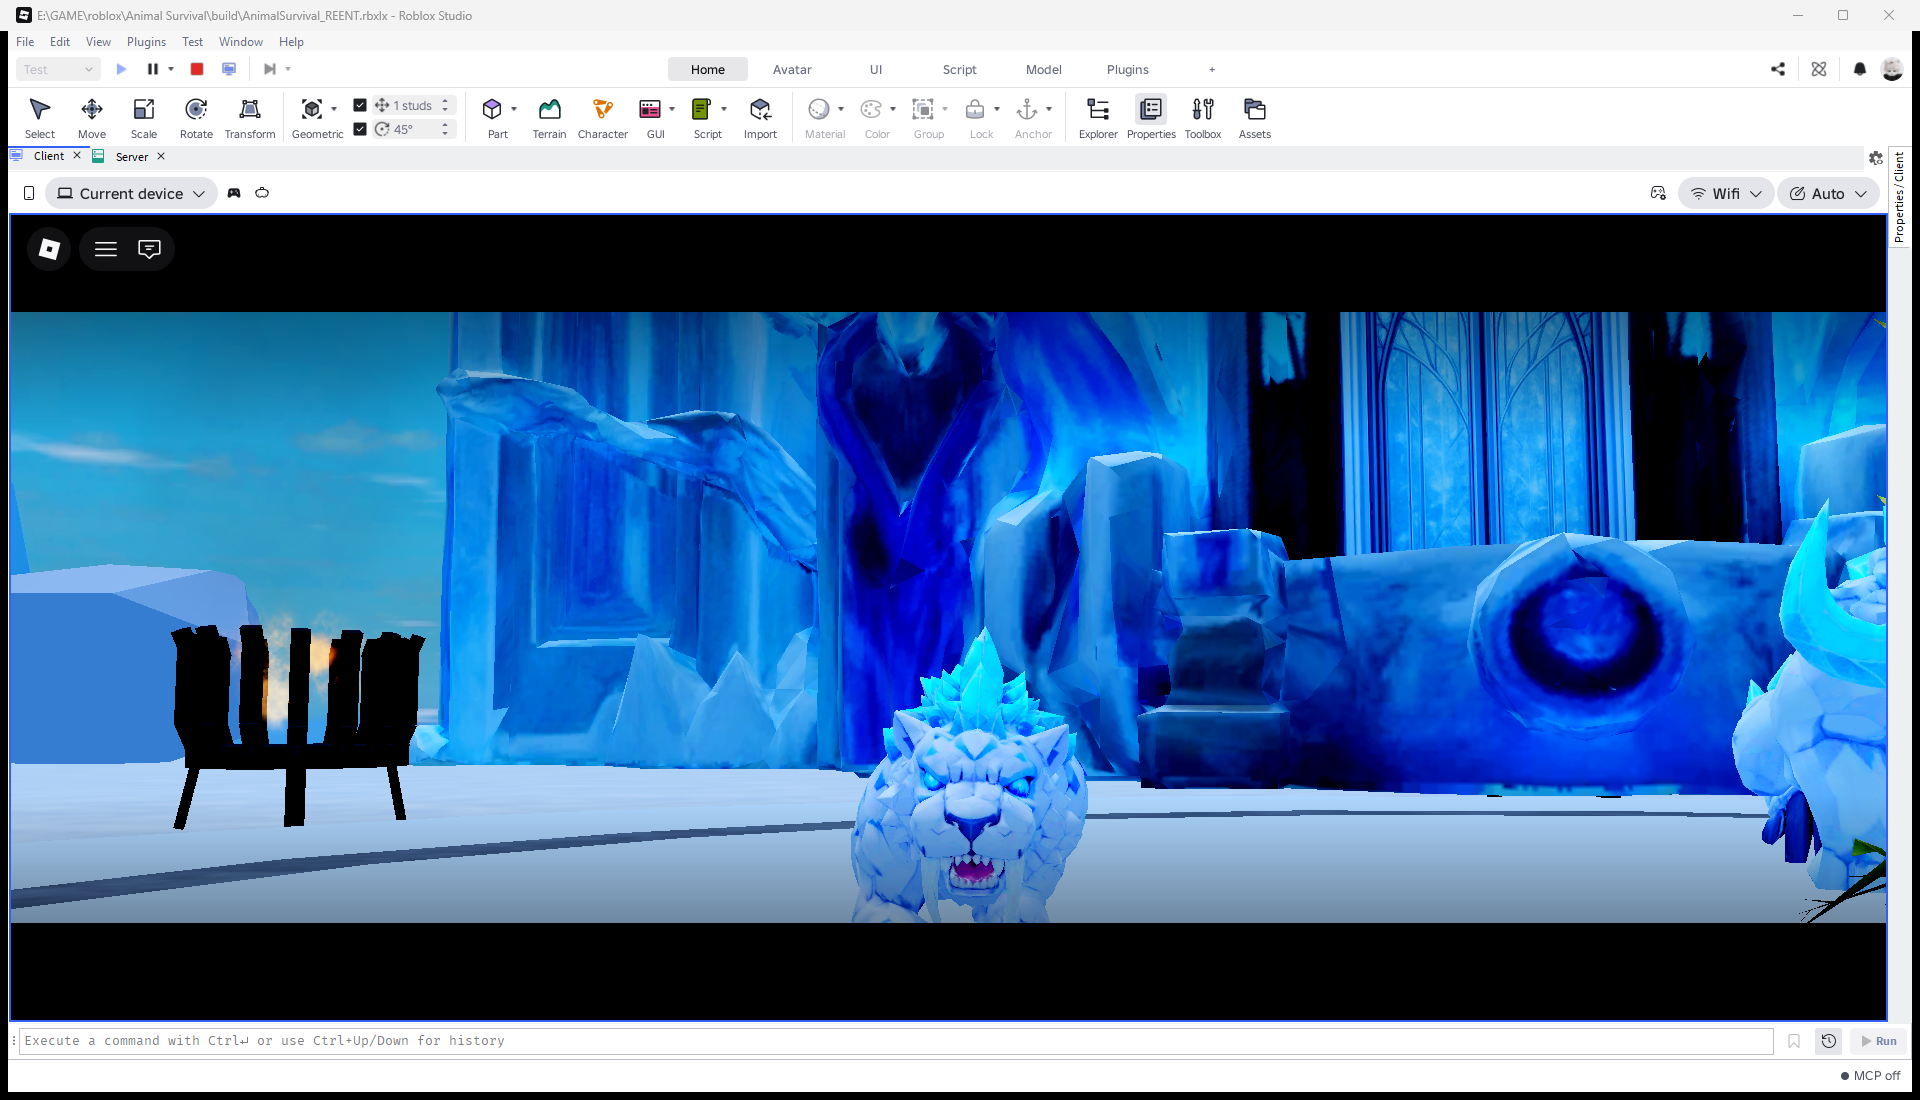 E:\GAME\roblox\Animal Survival\build\AnimalSurvival_REENT.rbxlx - Roblox Studio
File Edit View Plugins Test Window Help
Test
Home Avatar UI Script Model Plugins +
1 studs
45°
Select Move Scale Rotate Transform Geometric Part Terrain Character GUI Script Import Material Color Group Lock Anchor Explorer Properties Toolbox Assets
Client Server
Properties / Client
Current device Wifi Auto
Execute a command with Ctrl↵ or use Ctrl+Up/Down for history
Run
MCP off